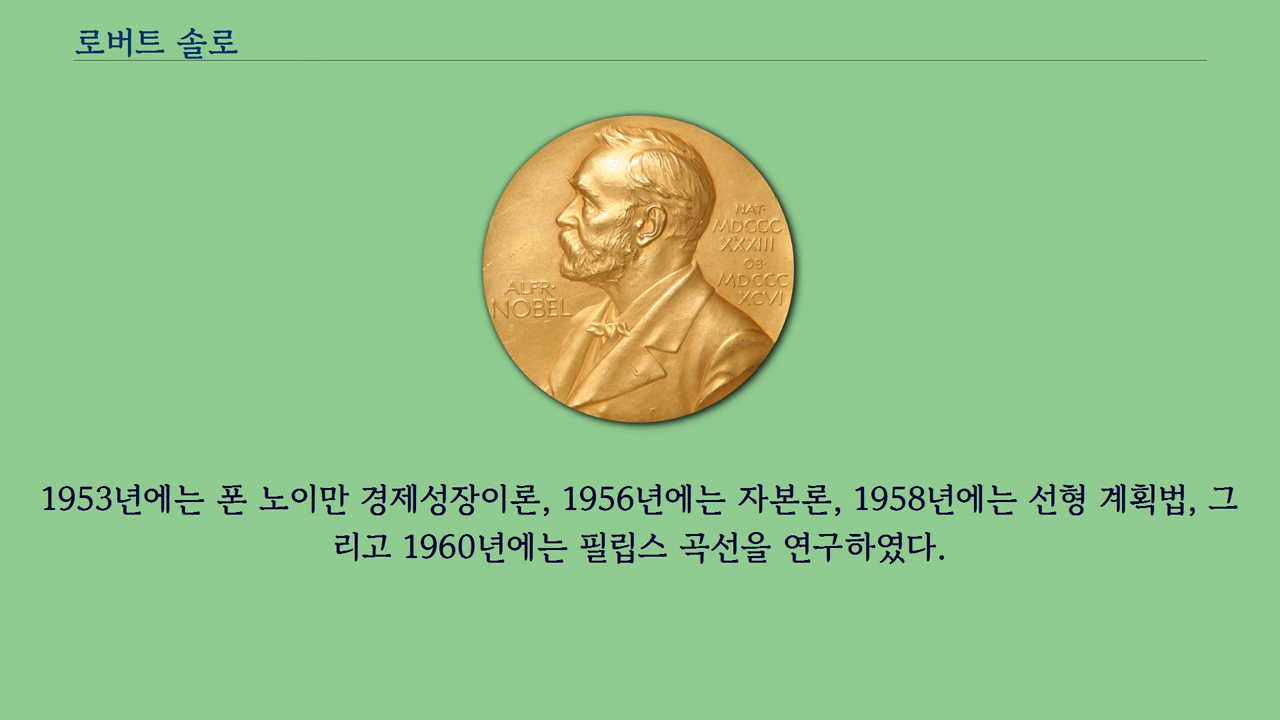 로버트 솔로
NAT·
MDCCC
XXXIII
OB·
MDCCC
XCVI
ALFR·
NOBEL
1953년에는 폰 노이만 경제성장이론, 1956년에는 자본론, 1958년에는 선형 계획법, 그
리고 1960년에는 필립스 곡선을 연구하였다.